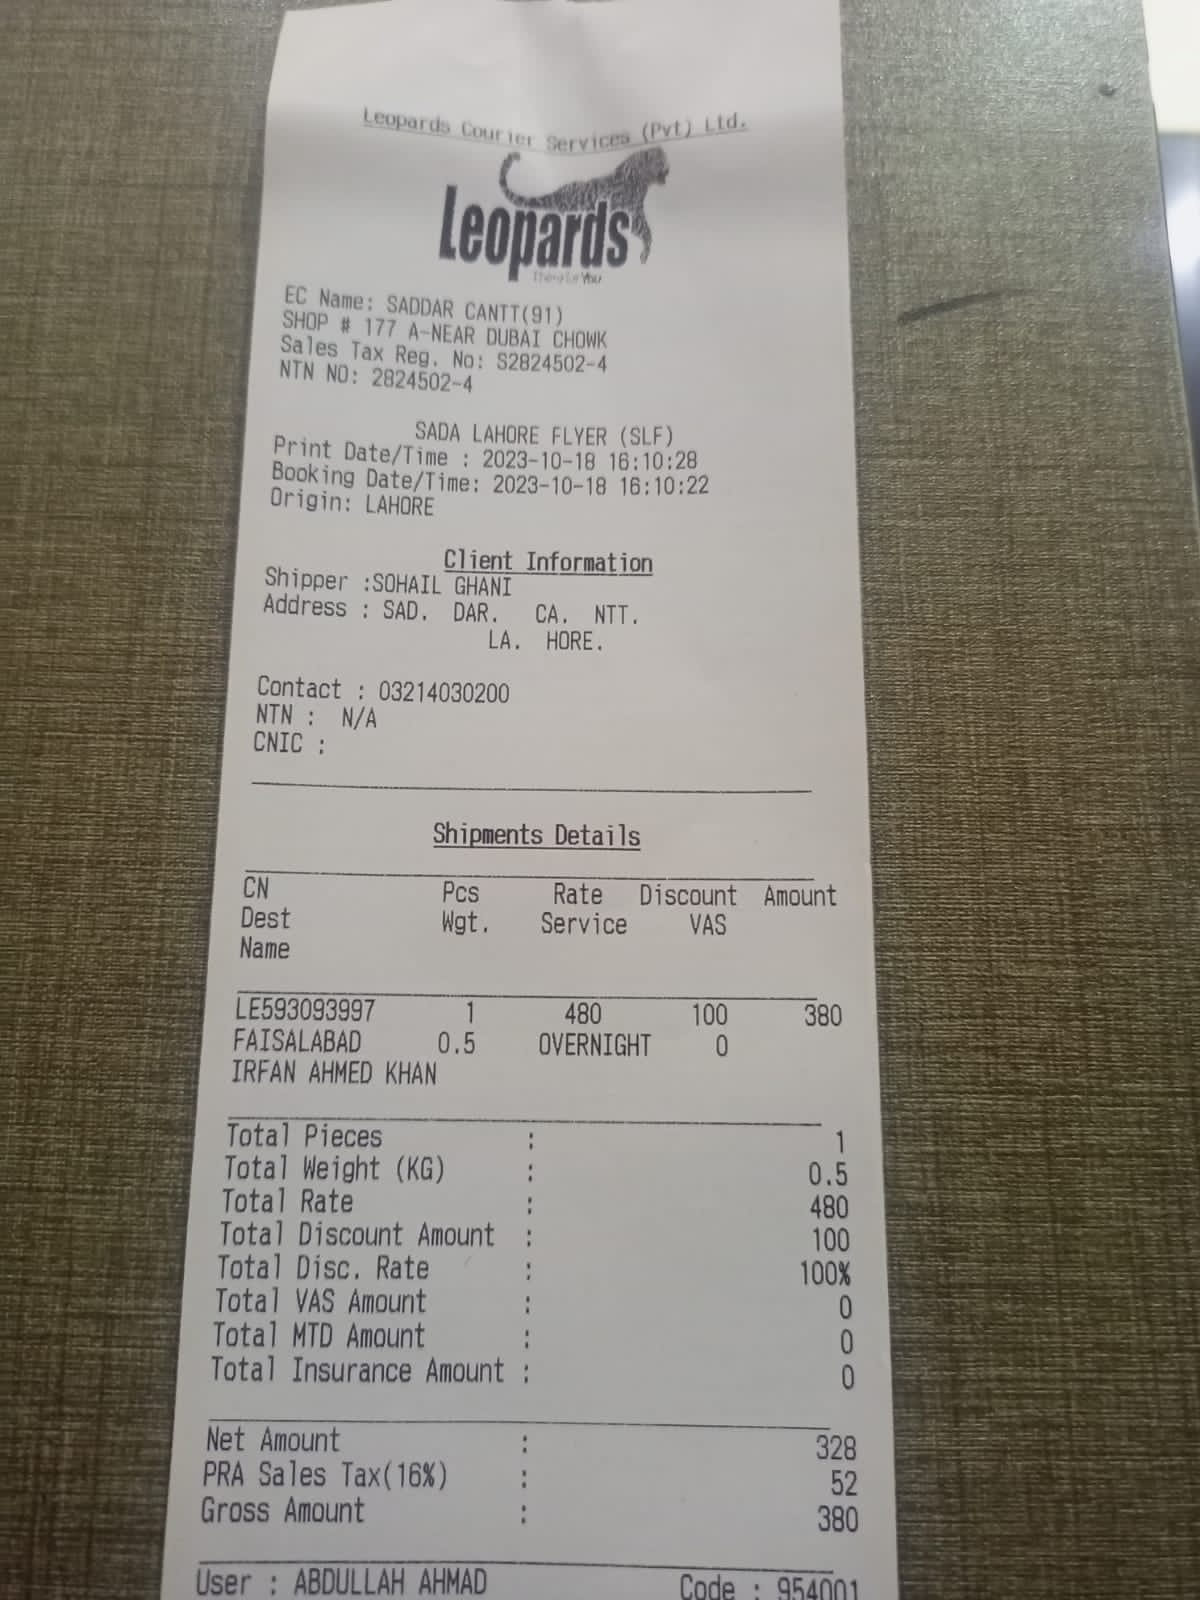 Leopards Courier Services (Pvt) Ltd.
Leopards
There for You
EC Name: SADDAR CANTT(91)
SHOP # 177 A-NEAR DUBAI CHOWK
Sales Tax Reg. No: S2824502-4
NTN NO: 2824502-4
SADA LAHORE FLYER (SLF)
Print Date/Time : 2023-10-18 16:10:28
Booking Date/Time: 2023-10-18 16:10:22
Origin: LAHORE
Client Information
Shipper :SOHAIL GHANI
Address : SAD. DAR. CA. NTT.
LA. HORE.
Contact : 03214030200
NTN : N/A
CNIC :
Shipments Details
CN Pcs Rate Discount Amount
Dest Wgt. Service VAS
Name
LE593093997 1 480 100 380
FAISALABAD 0.5 OVERNIGHT 0
IRFAN AHMED KHAN
Total Pieces : 1
Total Weight (KG) : 0.5
Total Rate : 480
Total Discount Amount : 100
Total Disc. Rate : 100%
Total VAS Amount : 0
Total MTD Amount : 0
Total Insurance Amount : 0
Net Amount : 328
PRA Sales Tax(16%) : 52
Gross Amount : 380
User : ABDULLAH AHMAD Code : 954001